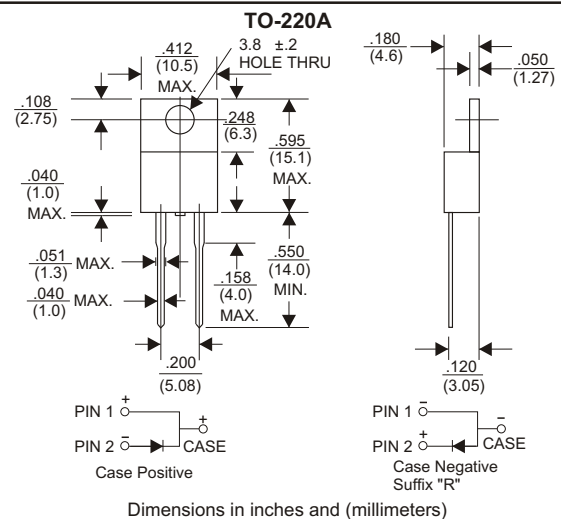 TO-220A
.412
(10.5)
MAX.
3.8 ±.2
HOLE THRU
.180
(4.6)
.050
(1.27)
.108
(2.75)
.248
(6.3)
.595
(15.1)
MAX.
.040
(1.0)
MAX.
.051
(1.3) MAX.
.040
(1.0) MAX.
.158
(4.0)
MAX.
.550
(14.0)
MIN.
.200
(5.08)
.120
(3.05)
PIN 1 +
PIN 2 -
+
CASE
Case Positive
PIN 1 -
PIN 2 +
-
CASE
Case Negative
Suffix "R"
Dimensions in inches and (millimeters)